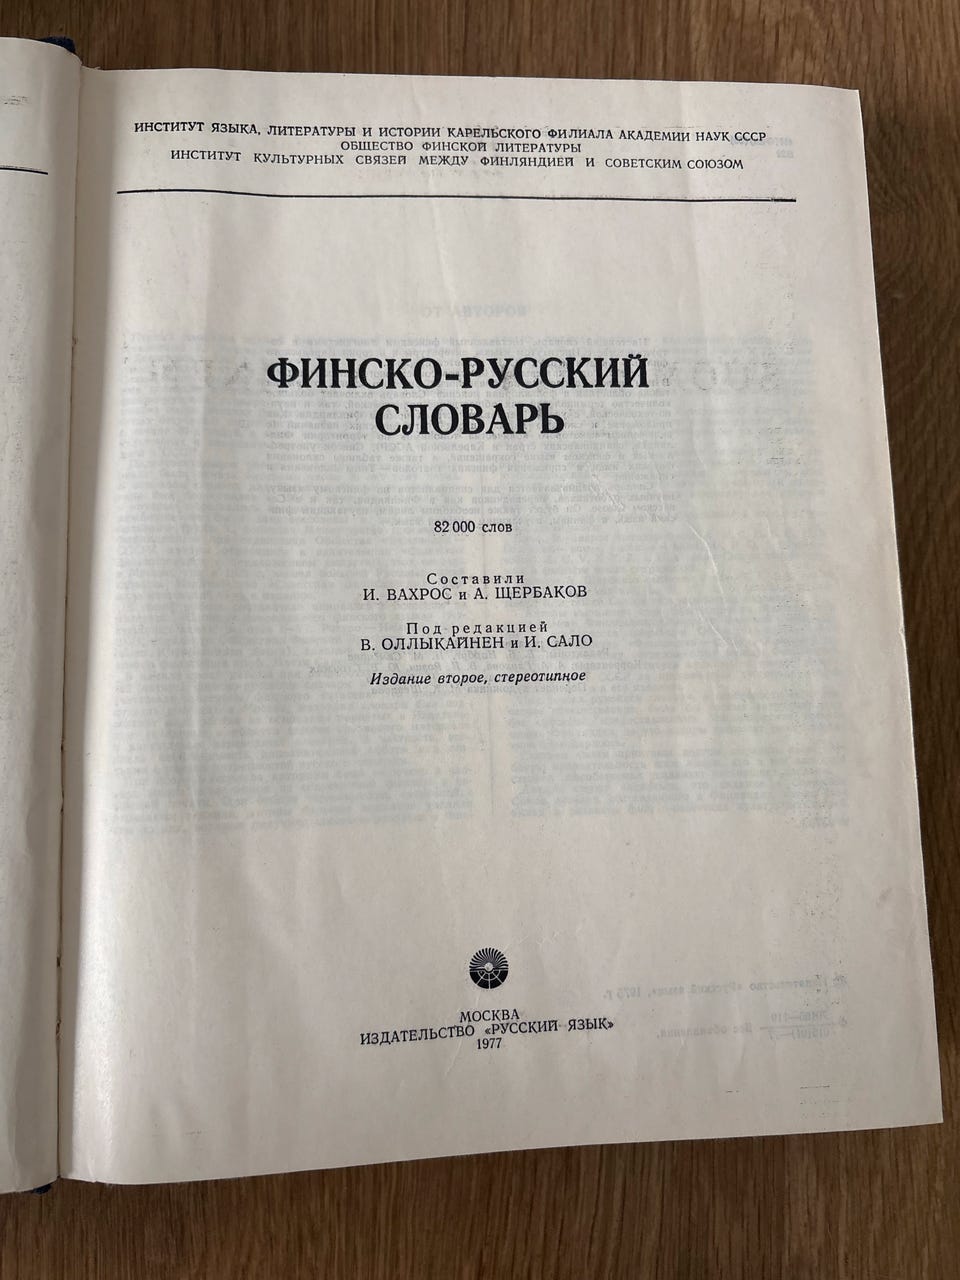 ИНСТИТУТ ЯЗЫКА, ЛИТЕРАТУРЫ И ИСТОРИИ КАРЕЛЬСКОГО ФИЛИАЛА АКАДЕМИИ НАУК СССР
ОБЩЕСТВО ФИНСКОЙ ЛИТЕРАТУРЫ
ИНСТИТУТ КУЛЬТУРНЫХ СВЯЗЕЙ МЕЖДУ ФИНЛЯНДИЕЙ И СОВЕТСКИМ СОЮЗОМ
ФИНСКО-РУССКИЙ
СЛОВАРЬ
82 000 слов
Составили
И. ВАХРОС и А. ЩЕРБАКОВ
Под редакцией
В. ОЛЛЫКАЙНЕН и И. САЛО
Издание второе, стереотипное
МОСКВА
ИЗДАТЕЛЬСТВО «РУССКИЙ ЯЗЫК»
1977